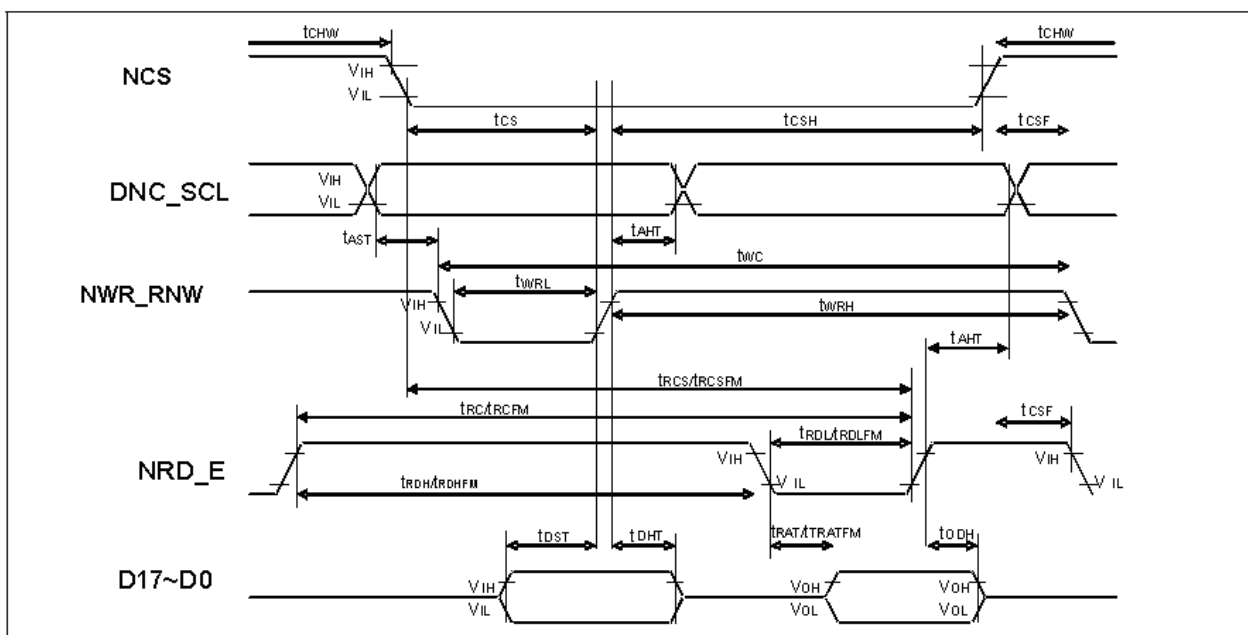 tCHW tCHW
NCS
VIH
VIL
tCS tCSH tCSF
DNC_SCL
VIH
VIL
tAST tAHT
tWC
NWR_RNW
tWRL
VIH
tWRH
VIL
tAHT
tRCS/tRCSFM
tRC/tRCFM
tCSF
tRDL/tRDLFM
NRD_E
VIH VIH
tRDH/tRDHFM
VIL VIL
tDST tDHT tRAT/tTRATFM tODH
D17~D0
VIH VOH VOH
VIL VOL VOL